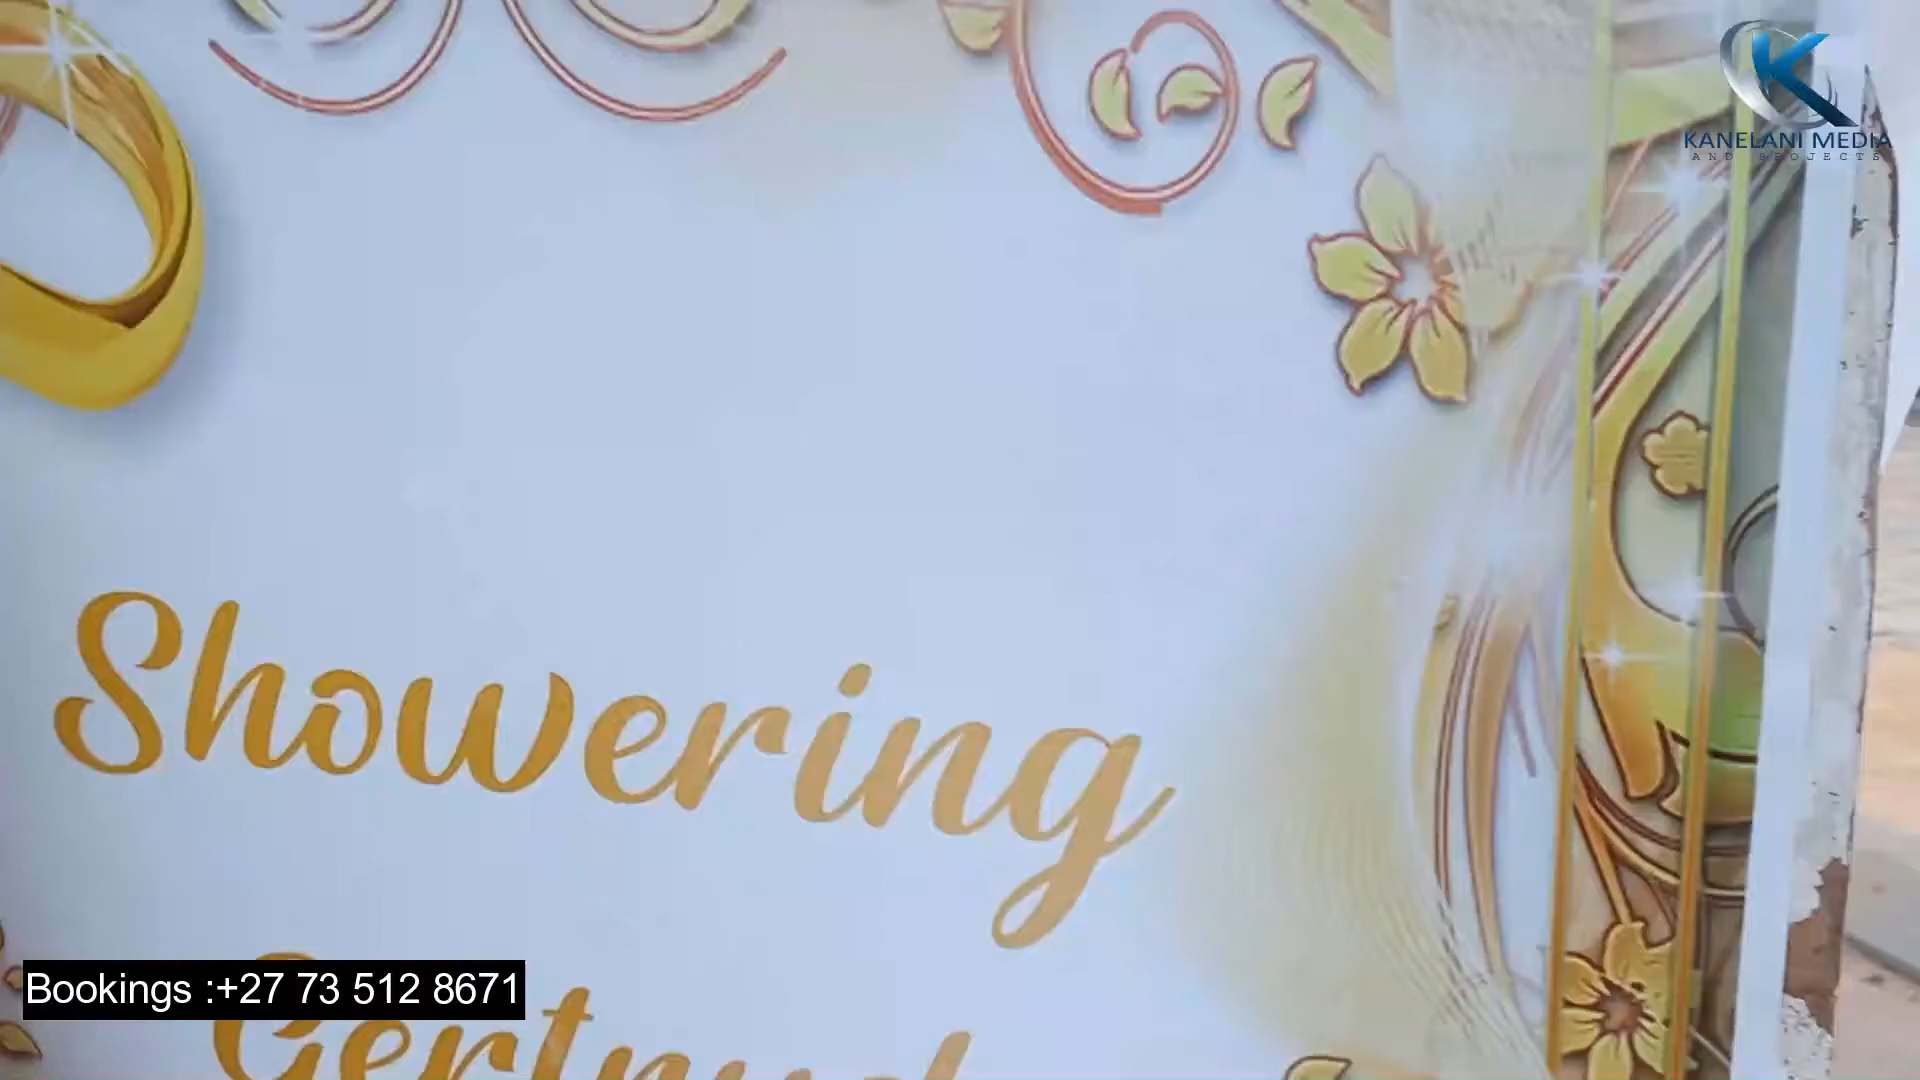 KANELANI MEDIA
AND PROJECTS
Showering
Bookings :+27 73 512 8671